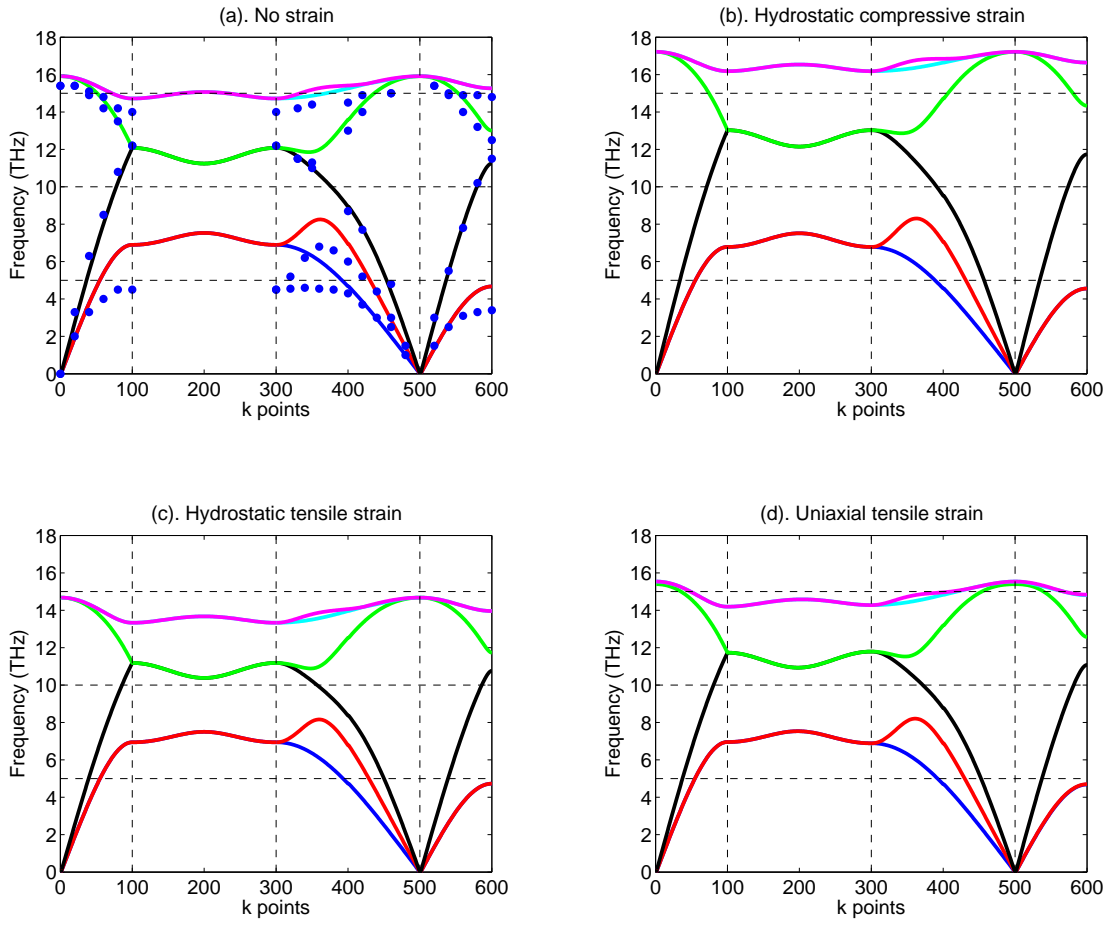 (a). No strain
18
16
14
12
10
8
6
4
2
0
Frequency (THz)
0 100 200 300 400 500 600
k points
(b). Hydrostatic compressive strain
18
16
14
12
10
8
6
4
2
0
Frequency (THz)
0 100 200 300 400 500 600
k points
(c). Hydrostatic tensile strain
18
16
14
12
10
8
6
4
2
0
Frequency (THz)
0 100 200 300 400 500 600
k points
(d). Uniaxial tensile strain
18
16
14
12
10
8
6
4
2
0
Frequency (THz)
0 100 200 300 400 500 600
k points